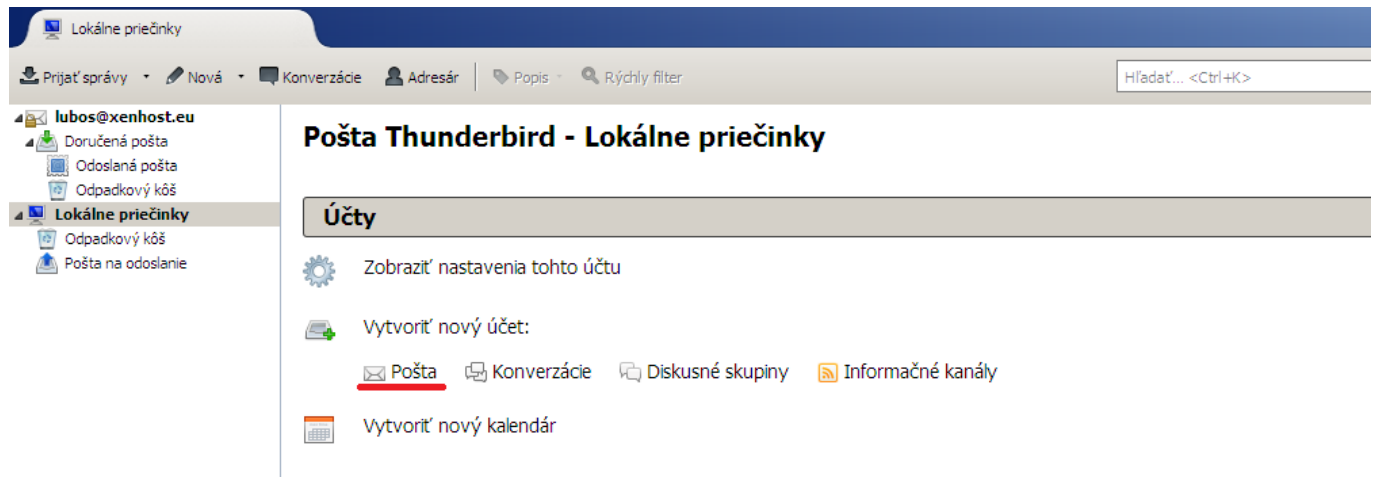 Lokálne priečinky
Prijať správy Nová Konverzácie Adresár Popis Rýchly filter Hľadať... <Ctrl+K>
lubos@xenhost.eu
Doručená pošta
Odoslaná pošta
Odpadkový kôš
Lokálne priečinky
Odpadkový kôš
Pošta na odoslanie
Pošta Thunderbird - Lokálne priečinky
Účty
Zobraziť nastavenia tohto účtu
Vytvoriť nový účet:
Pošta Konverzácie Diskusné skupiny Informačné kanály
Vytvoriť nový kalendár